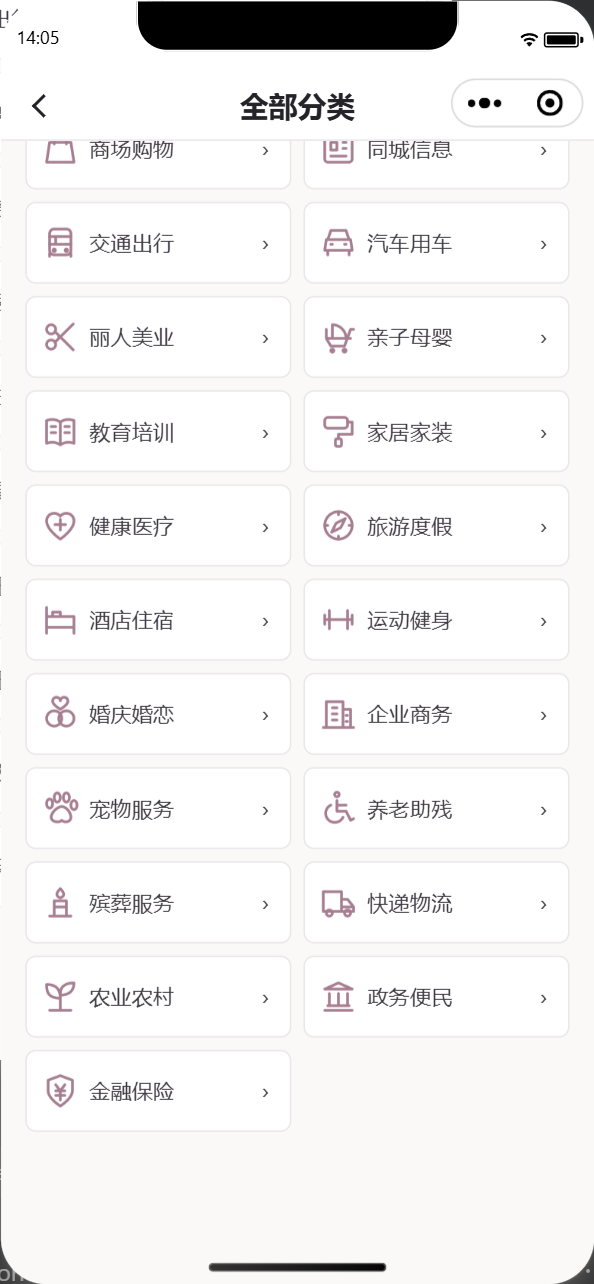 14:05
全部分类
商场购物 ›
同城信息 ›
交通出行 ›
汽车用车 ›
丽人美业 ›
亲子母婴 ›
教育培训 ›
家居家装 ›
健康医疗 ›
旅游度假 ›
酒店住宿 ›
运动健身 ›
婚庆婚恋 ›
企业商务 ›
宠物服务 ›
养老助残 ›
殡葬服务 ›
快递物流 ›
农业农村 ›
政务便民 ›
金融保险 ›